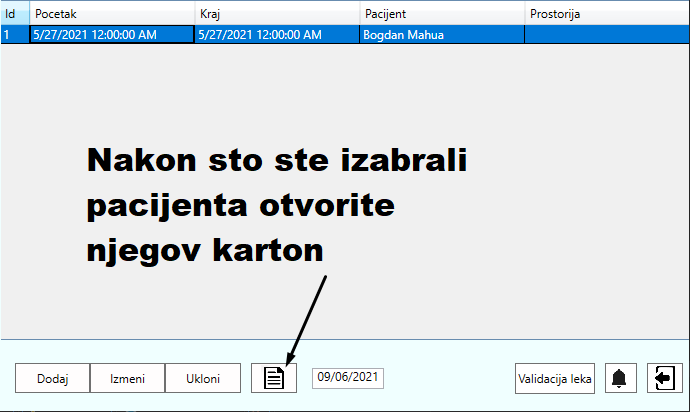 Id Pocetak Kraj Pacijent Prostorija
1 5/27/2021 12:00:00 AM 5/27/2021 12:00:00 AM Bogdan Mahua
Nakon sto ste izabrali
pacijenta otvorite
njegov karton
Dodaj Izmeni Ukloni 09/06/2021 Validacija leka